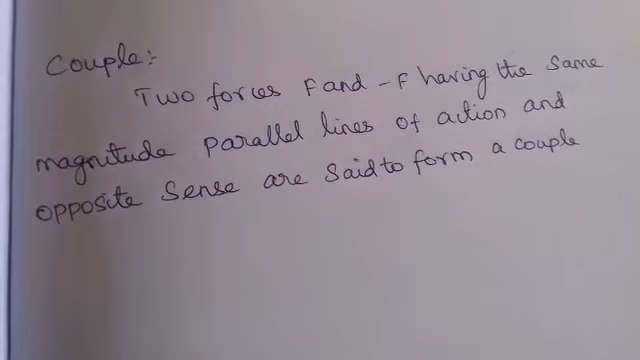 Couple:-
Two forces F and -F having the same
magnitude parallel lines of action and
opposite sense are said to form a couple